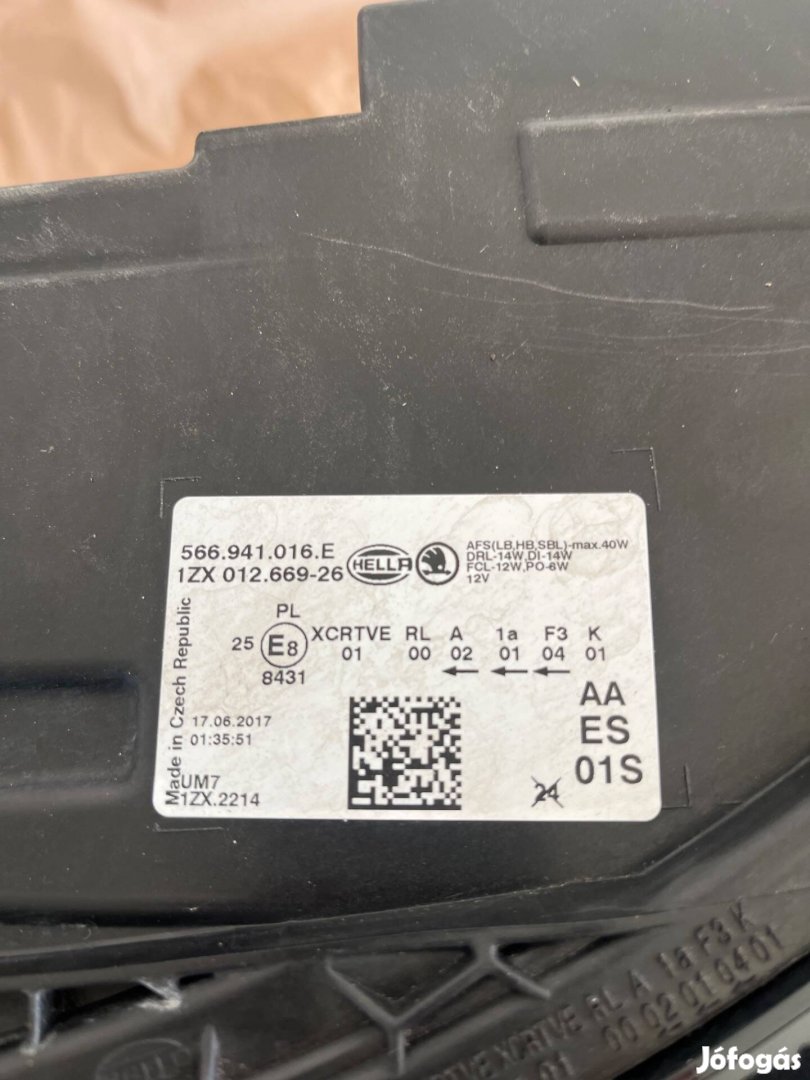 566.941.016.E
1ZX 012.669-26
HELLA
AFS(LB,HB,SBL)-max.40W
DRL-14W,DI-14W
FCL-12W,PO-6W
12V
Made in Czech Republic
PL
25 E8 XCRTVE RL A 1a F3 K
01 00 02 01 04 01
8431
← ← ←
17.06.2017
01:35:51
AA
ES
01S
UM7
1ZX.2214
24
HELLA
XCRTVE RL A 1a F3 K
01 00 02 01 04 01
Jófogás